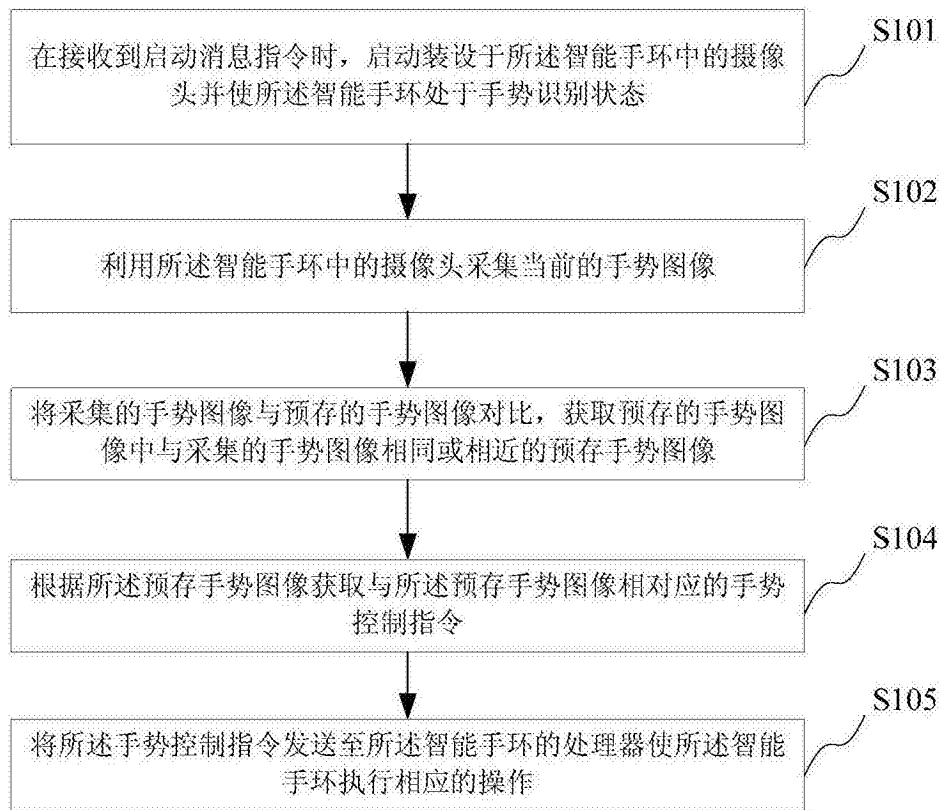 在接收到启动消息指令时，启动装设于所述智能手环中的摄像
头并使所述智能手环处于手势识别状态
S101
利用所述智能手环中的摄像头采集当前的手势图像
S102
将采集的手势图像与预存的手势图像对比，获取预存的手势图
像中与采集的手势图像相同或相近的预存手势图像
S103
根据所述预存手势图像获取与所述预存手势图像相对应的手势
控制指令
S104
将所述手势控制指令发送至所述智能手环的处理器使所述智能
手环执行相应的操作
S105